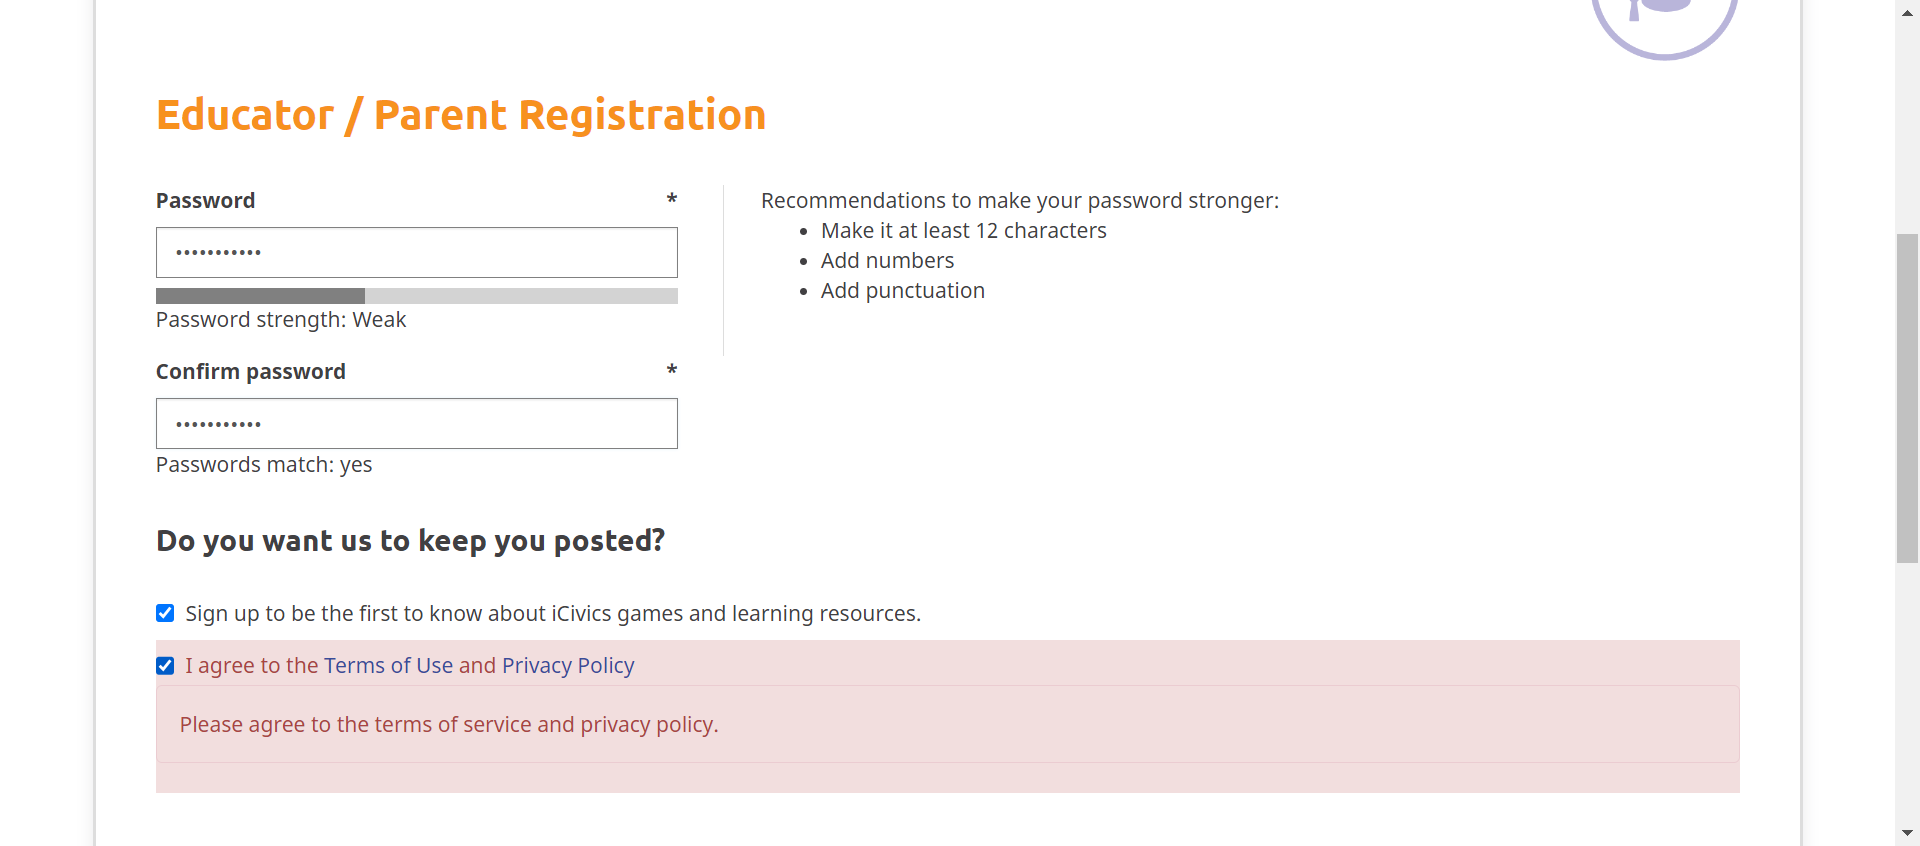 Educator / Parent Registration
Password *
•••••••••••
Password strength: Weak
Recommendations to make your password stronger:
• Make it at least 12 characters
• Add numbers
• Add punctuation
Confirm password *
•••••••••••
Passwords match: yes
Do you want us to keep you posted?
Sign up to be the first to know about iCivics games and learning resources.
I agree to the Terms of Use and Privacy Policy
Please agree to the terms of service and privacy policy.